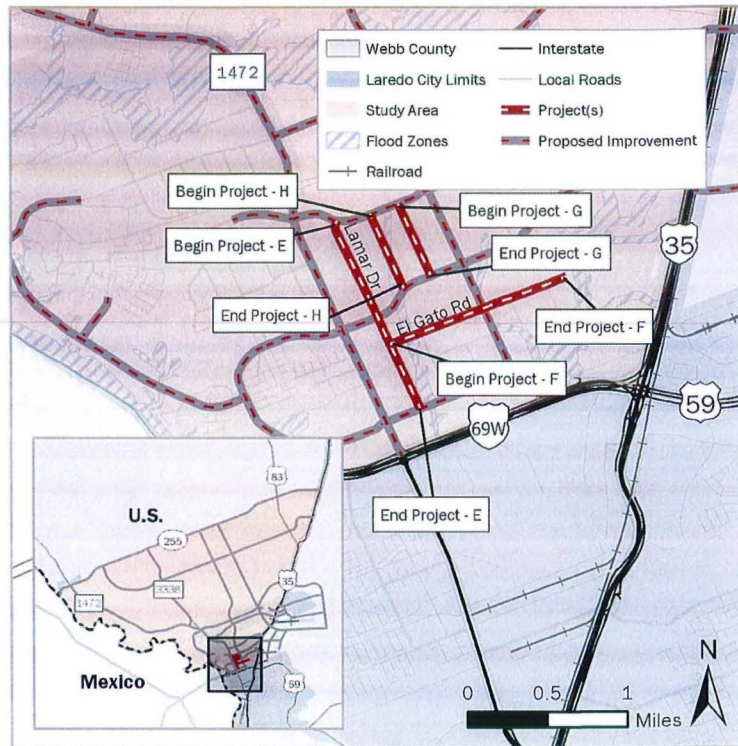 1472
Webb County
Interstate
Laredo City Limits
Local Roads
Study Area
Project(s)
Flood Zones
Proposed Improvement
Railroad
Begin Project - H
Begin Project - G
Begin Project - E
Lamar Dr
End Project - G
35
End Project - H
El Gato Rd
End Project - F
Begin Project - F
59
69W
End Project - E
83
U.S.
255
35
3338
1472
Mexico
59
N
0 0.5 1
Miles